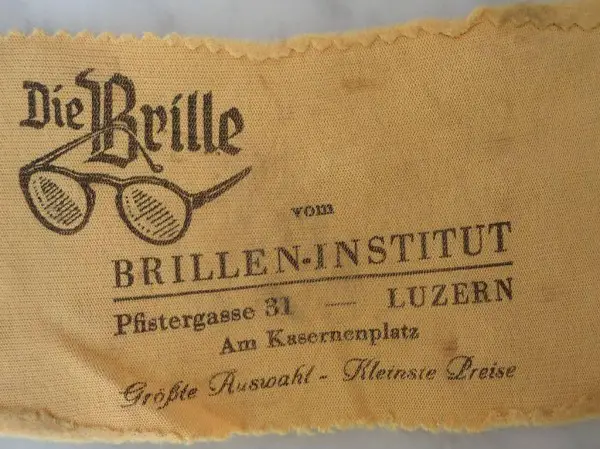 Die Brille
vom
BRILLEN-INSTITUT
Pfistergasse 31 — LUZERN
Am Kasernenplatz
Größte Auswahl - Kleinste Preise